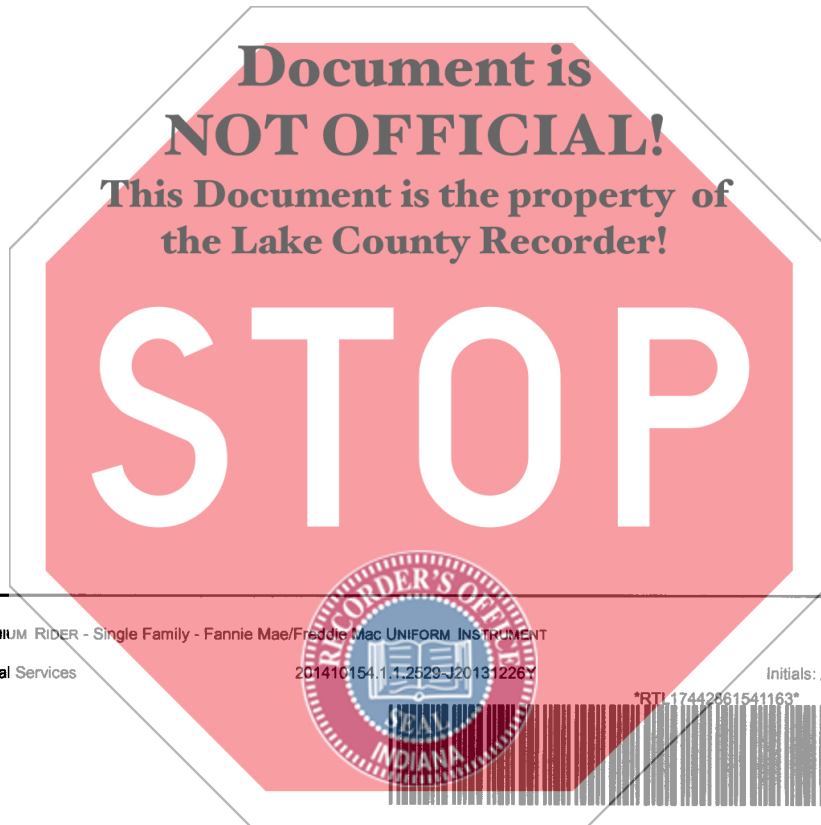 Document is
NOT OFFICIAL!
This Document is the property of
the Lake County Recorder!
STOP
RIDER - Single Family - Fannie Mae/Freddie Mac UNIFORM INSTRUMENT
Services 201410154.1.1.2529-J20131226Y Initials:
*RTL17442861541163*
RECORDER'S OFFICE
SEAL
INDIANA